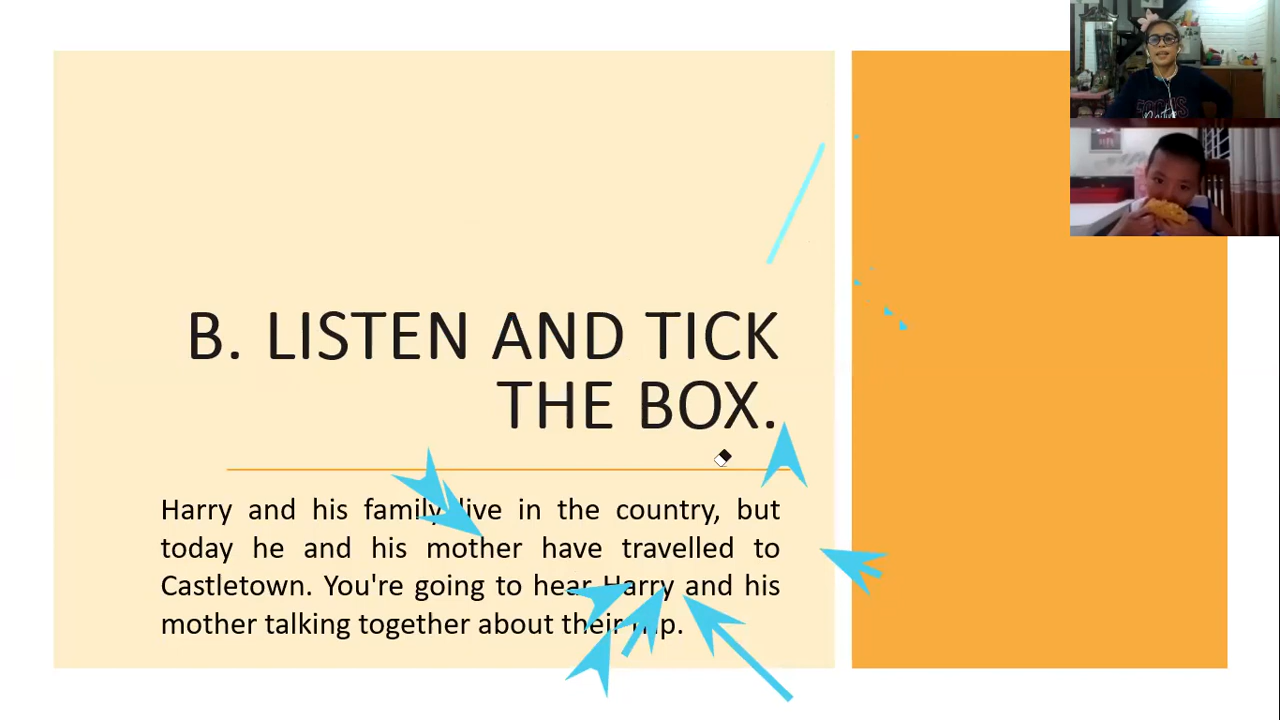 B. LISTEN AND TICK
THE BOX.
Harry and his family live in the country, but
today he and his mother have travelled to
Castletown. You're going to hear Harry and his
mother talking together about their trip.